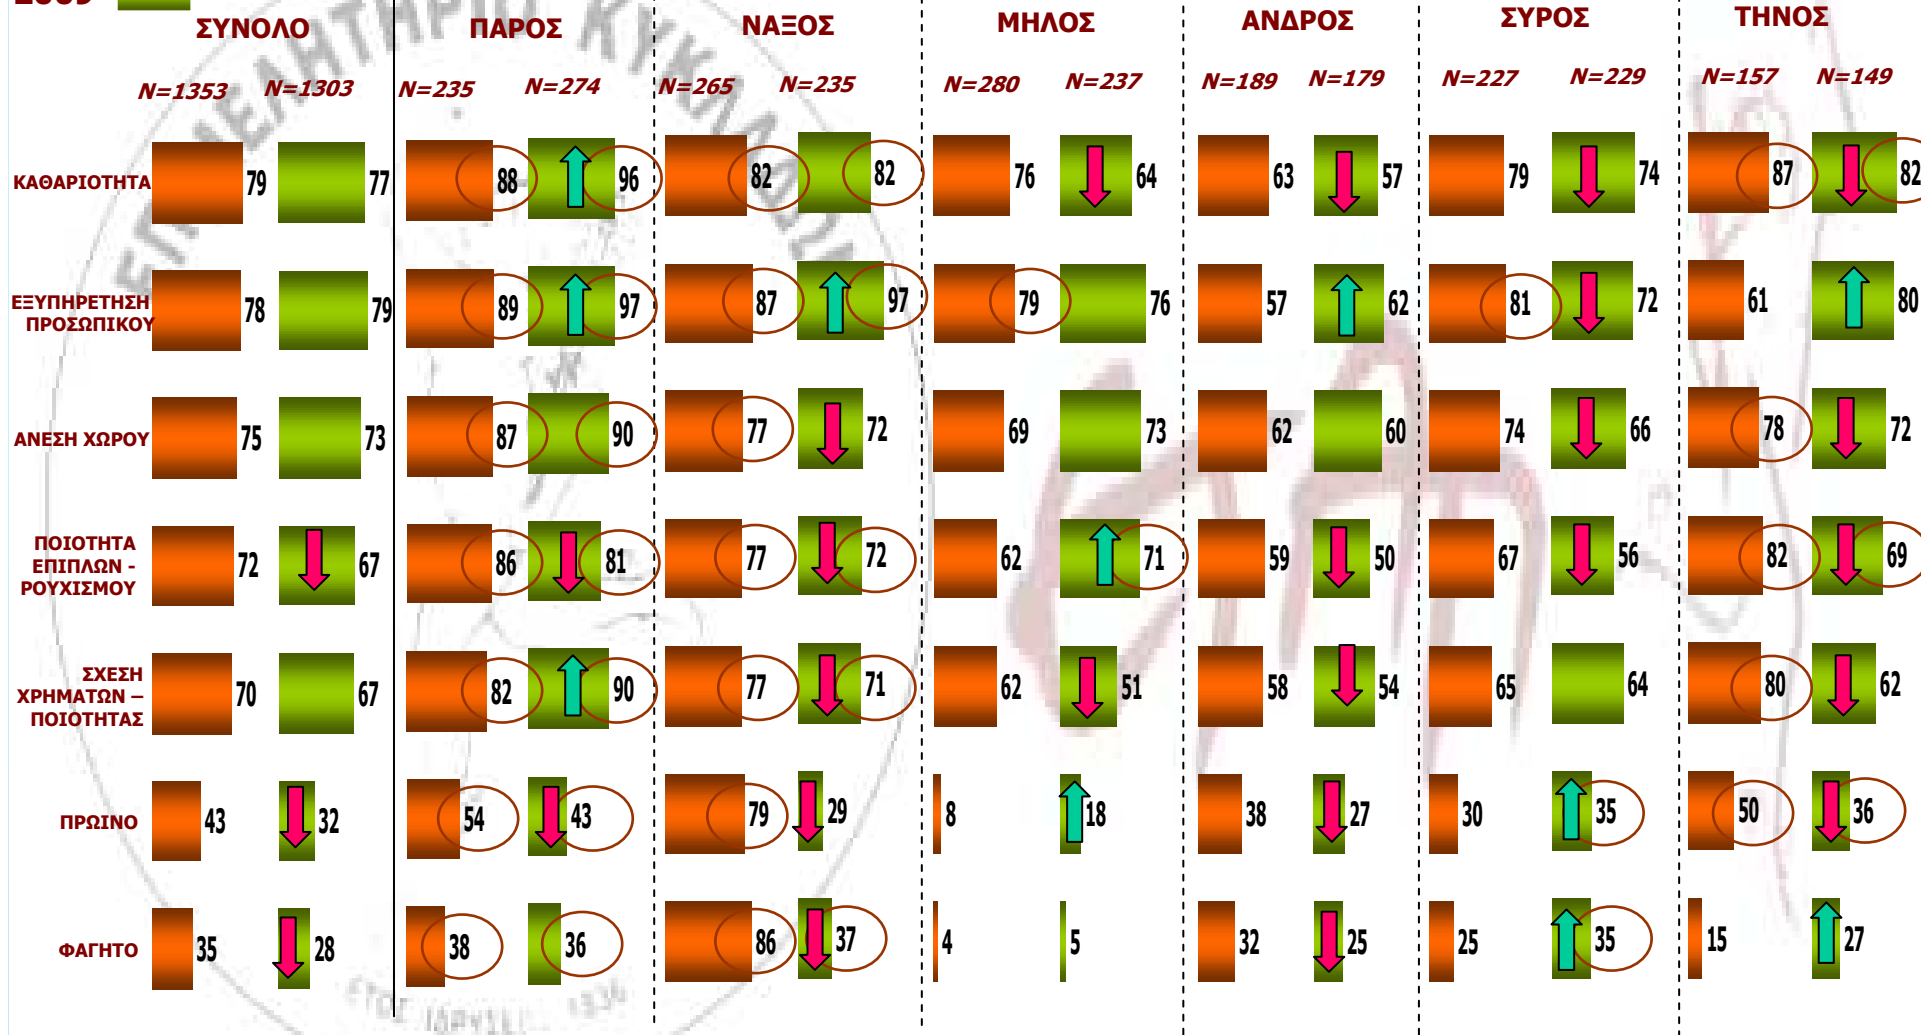 2009
ΣΥΝΟΛΟ ΠΑΡΟΣ ΝΑΞΟΣ ΜΗΛΟΣ ΑΝΔΡΟΣ ΣΥΡΟΣ ΤΗΝΟΣ
N=1353 N=1303 N=235 N=274 N=265 N=235 N=280 N=237 N=189 N=179 N=227 N=229 N=157 N=149
ΚΑΘΑΡΙΟΤΗΤΑ 79 77 88 96 82 82 76 64 63 57 79 74 87 82
ΕΞΥΠΗΡΕΤΗΣΗ
ΠΡΟΣΩΠΙΚΟΥ 78 79 89 97 87 97 79 76 57 62 81 72 61 80
ΑΝΕΣΗ ΧΩΡΟΥ 75 73 87 90 77 72 69 73 62 60 74 66 78 72
ΠΟΙΟΤΗΤΑ
ΕΠΙΠΛΩΝ - 72 67 86 81 77 72 62 71 59 50 67 56 82 69
ΡΟΥΧΙΣΜΟΥ
ΣΧΕΣΗ
ΧΡΗΜΑΤΩΝ – 70 67 82 90 77 71 62 51 58 54 65 64 80 62
ΠΟΙΟΤΗΤΑΣ
ΠΡΩΙΝΟ 43 32 54 43 79 29 8 18 38 27 30 35 50 36
ΦΑΓΗΤΟ 35 28 38 36 86 37 4 5 32 25 25 35 15 27
ΕΤΟΣ ΙΔΡΥΣΕΩΣ 1836